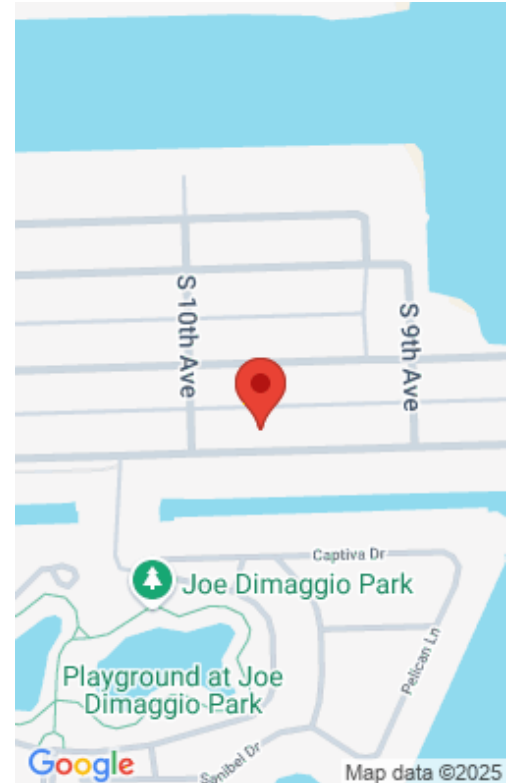 S 10th Ave
S 9th Ave
Captiva Dr
Joe Dimaggio Park
Pelican Ln
Playground at Joe
Dimaggio Park
Sanibel Dr
Google
Map data ©2025